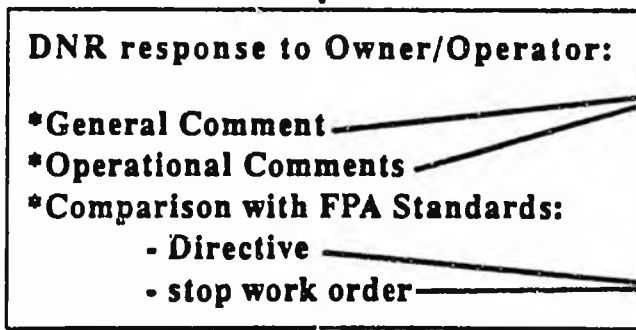 DNR response to Owner/Operator:
*General Comment
*Operational Comments
*Comparison with FPA Standards:
- Directive
- stop work order